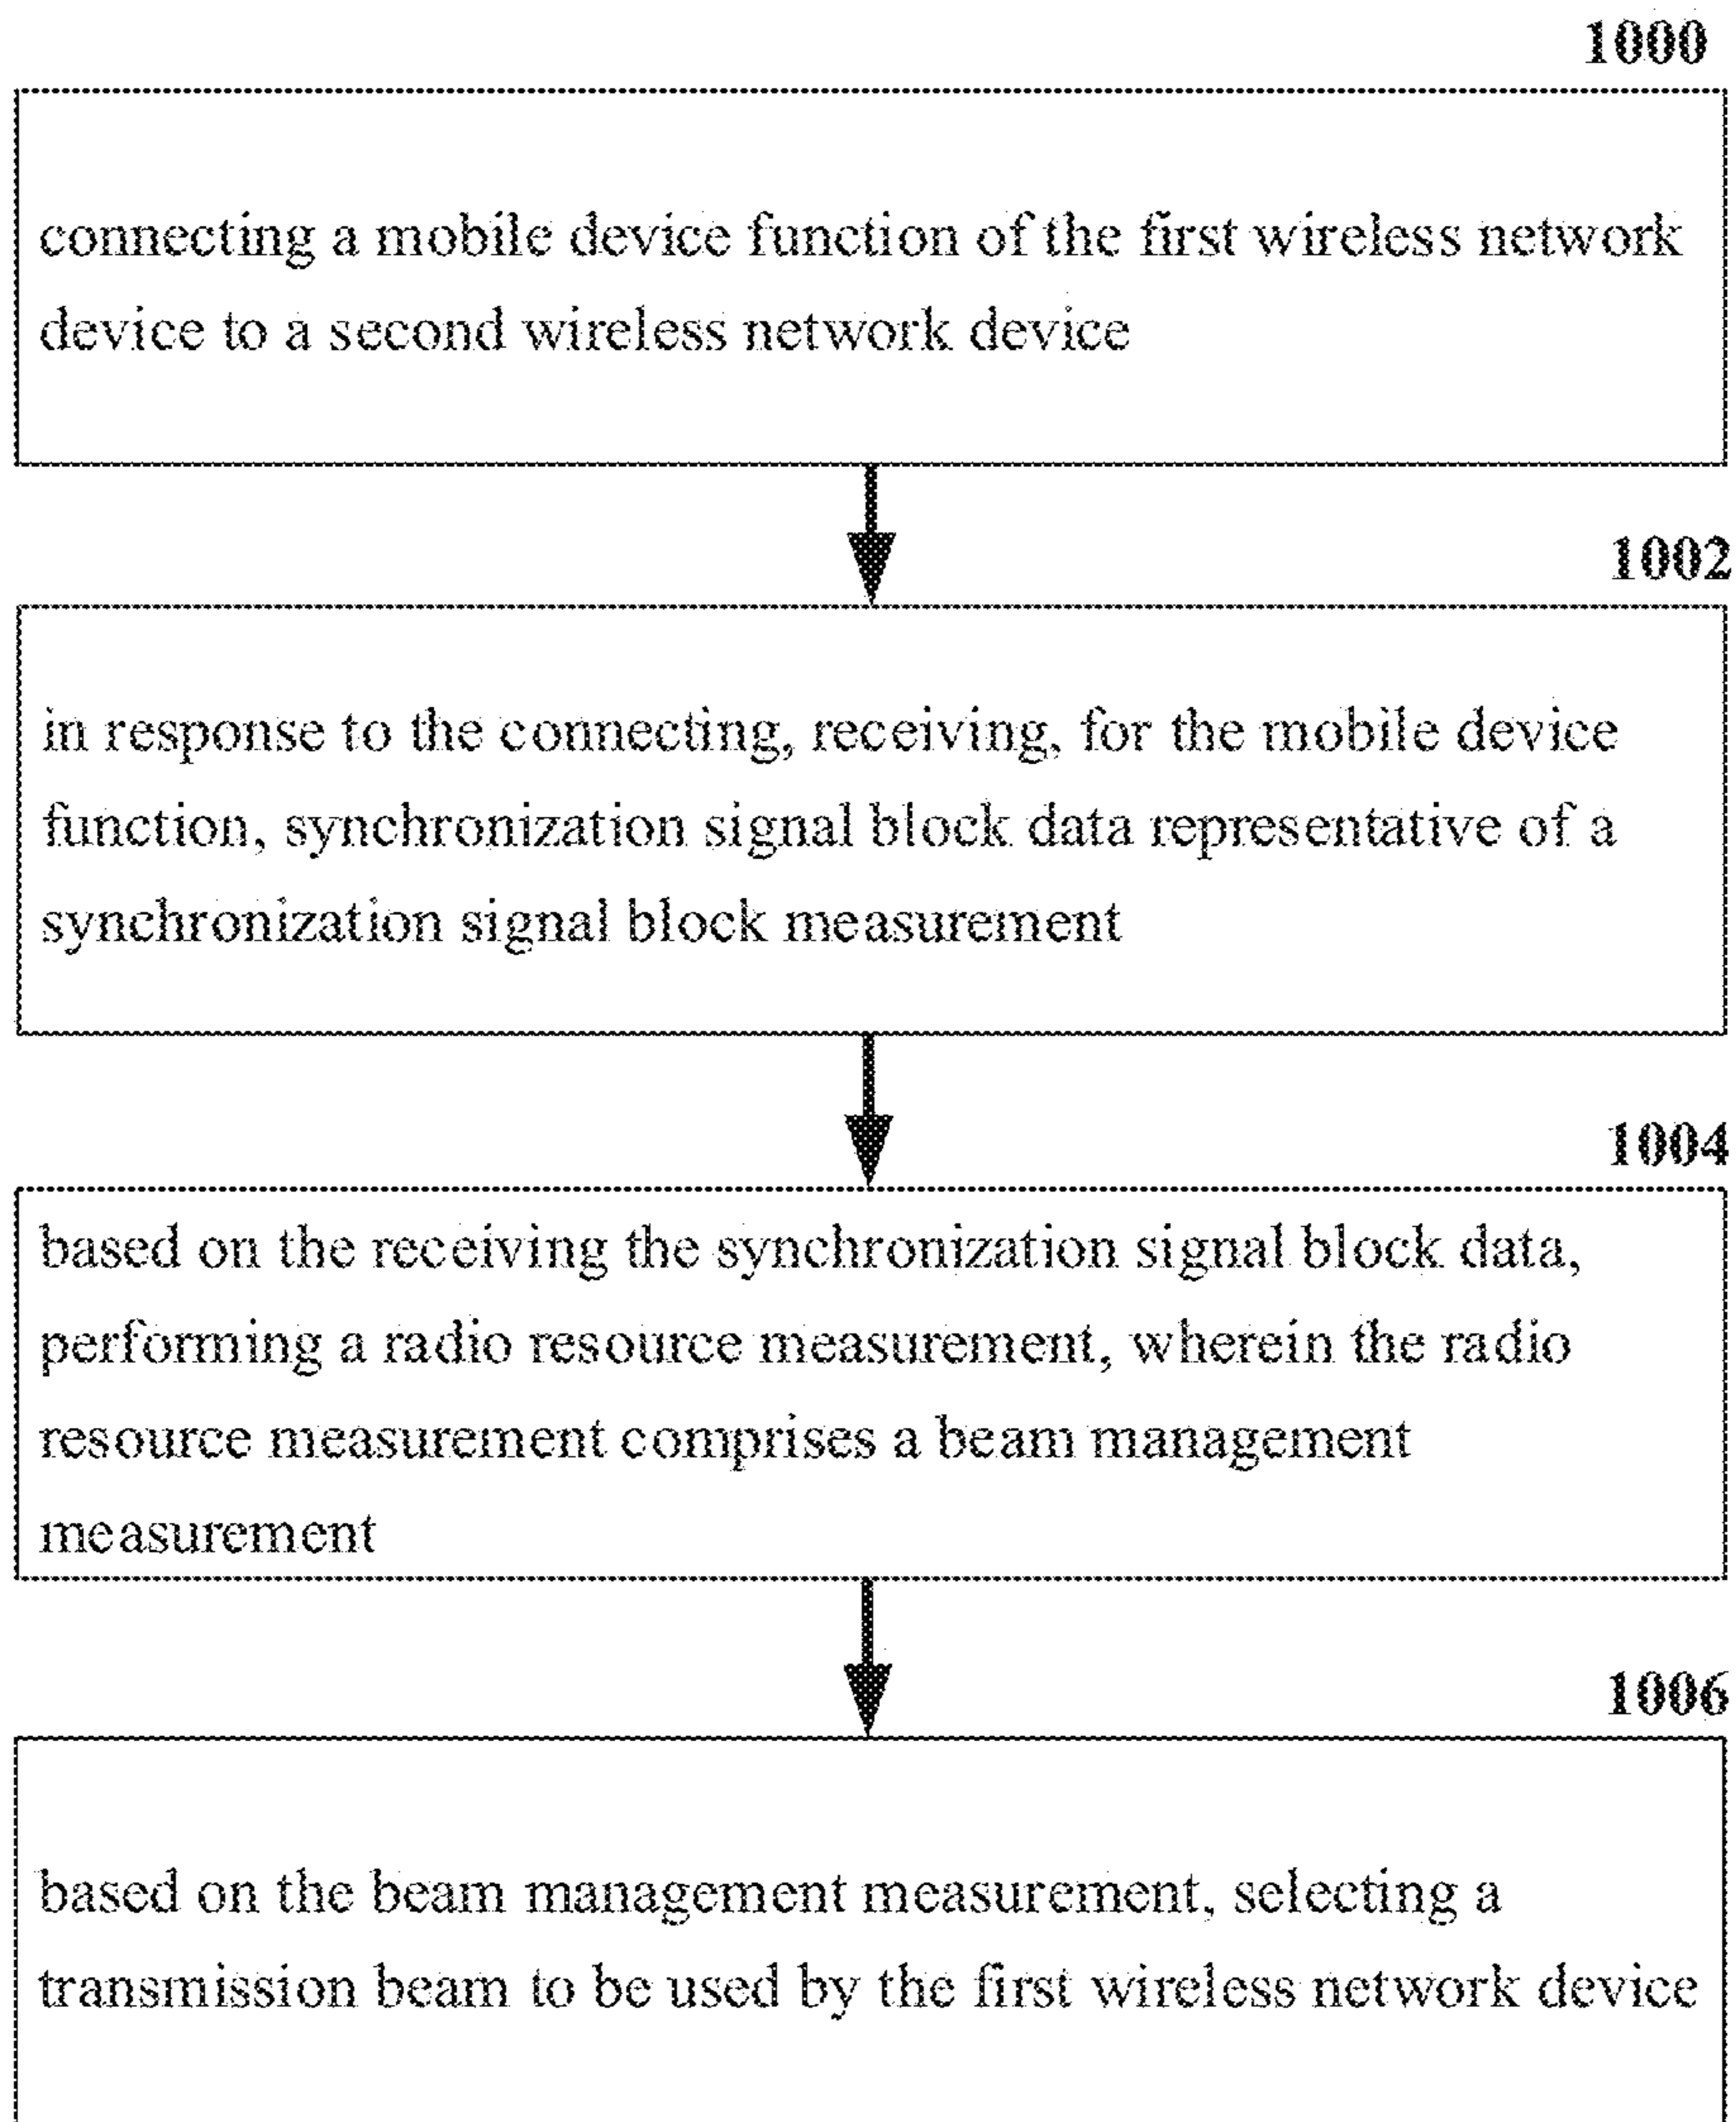 1000
connecting a mobile device function of the first wireless network
device to a second wireless network device
1002
in response to the connecting, receiving, for the mobile device
function, synchronization signal block data representative of a
synchronization signal block measurement
1004
based on the receiving the synchronization signal block data,
performing a radio resource measurement, wherein the radio
resource measurement comprises a beam management
measurement
1006
based on the beam management measurement, selecting a
transmission beam to be used by the first wireless network device